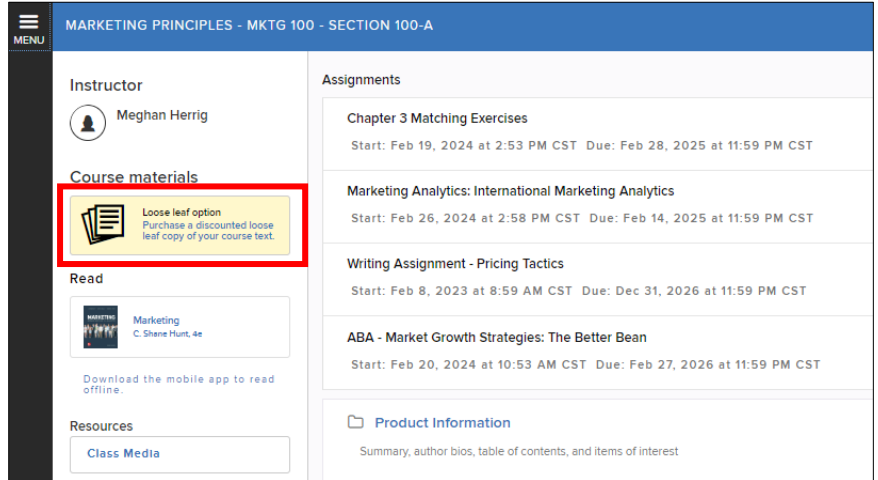 MENU
MARKETING PRINCIPLES - MKTG 100 - SECTION 100-A
Instructor
Meghan Herrig
Course materials
Loose leaf option
Purchase a discounted loose
leaf copy of your course text.
Read
MARKETING
Marketing
C. Shane Hunt, 4e
Download the mobile app to read
offline.
Resources
Class Media
Assignments
Chapter 3 Matching Exercises
Start: Feb 19, 2024 at 2:53 PM CST Due: Feb 28, 2025 at 11:59 PM CST
Marketing Analytics: International Marketing Analytics
Start: Feb 26, 2024 at 2:58 PM CST Due: Feb 14, 2025 at 11:59 PM CST
Writing Assignment - Pricing Tactics
Start: Feb 8, 2023 at 8:59 AM CST Due: Dec 31, 2026 at 11:59 PM CST
ABA - Market Growth Strategies: The Better Bean
Start: Feb 20, 2024 at 10:53 AM CST Due: Feb 27, 2026 at 11:59 PM CST
Product Information
Summary, author bios, table of contents, and items of interest